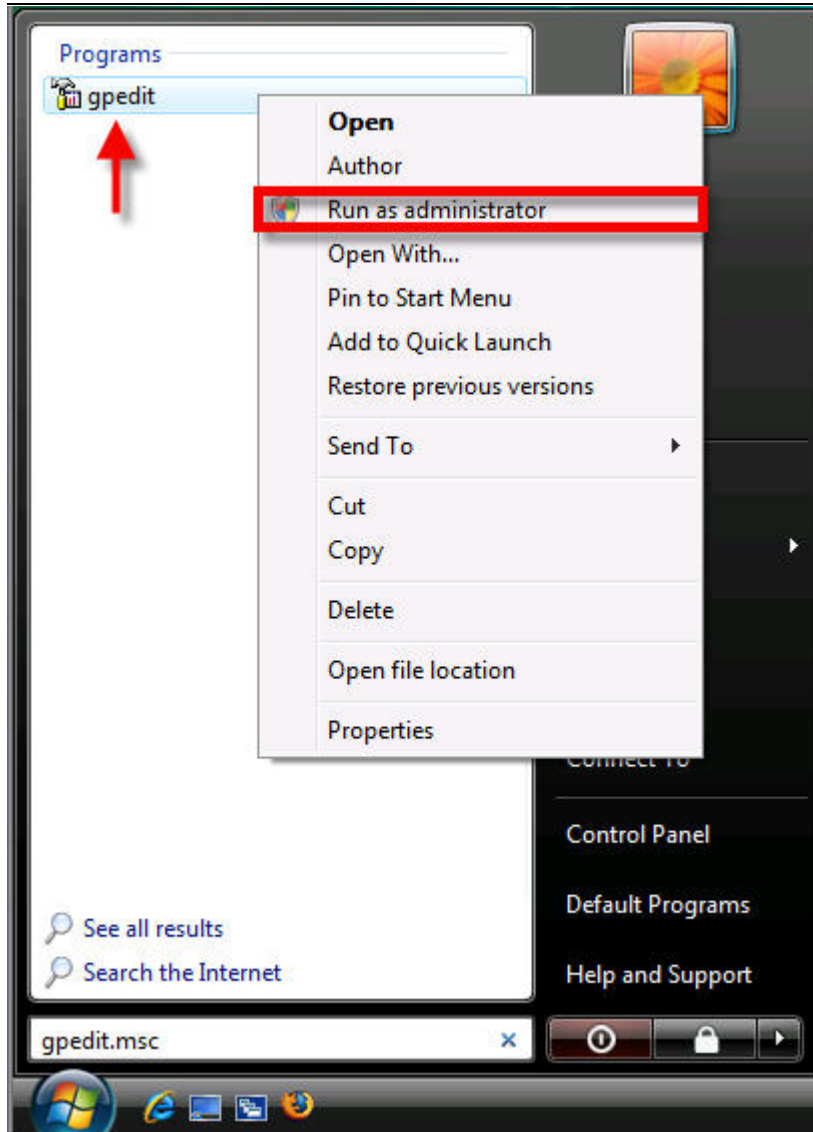 Programs
gpedit
Open
Author
Run as administrator
Open With...
Pin to Start Menu
Add to Quick Launch
Restore previous versions
Send To
Cut
Copy
Delete
Open file location
Properties
Connect To
Control Panel
Default Programs
Help and Support
See all results
Search the Internet
gpedit.msc